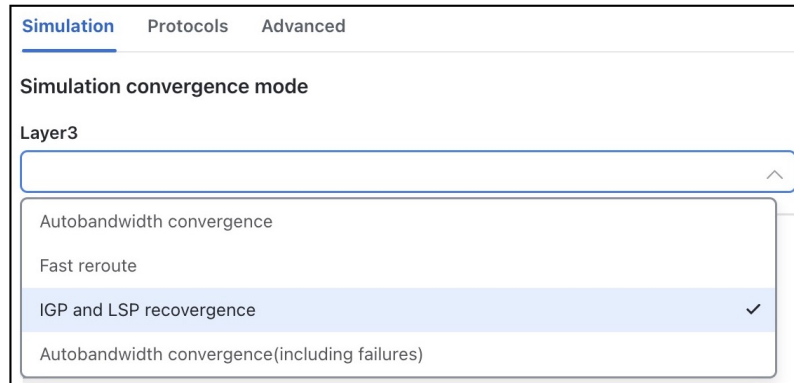 Simulation Protocols Advanced
Simulation convergence mode
Layer3
Autobandwidth convergence
Fast reroute
IGP and LSP recovergence
Autobandwidth convergence(including failures)